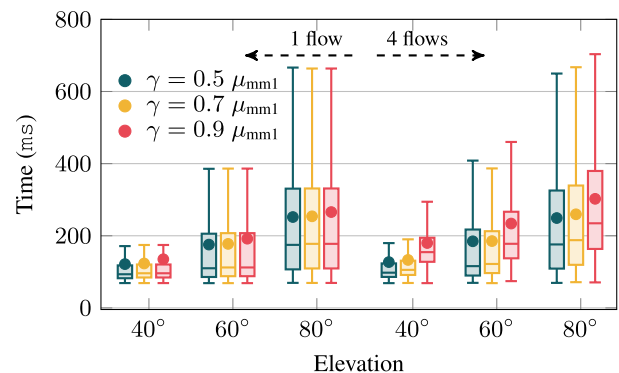 800
600
400
200
0
Time (ms)
1 flow
4 flows
γ = 0.5 μmm1
γ = 0.7 μmm1
γ = 0.9 μmm1
40° 60° 80° 40° 60° 80°
Elevation